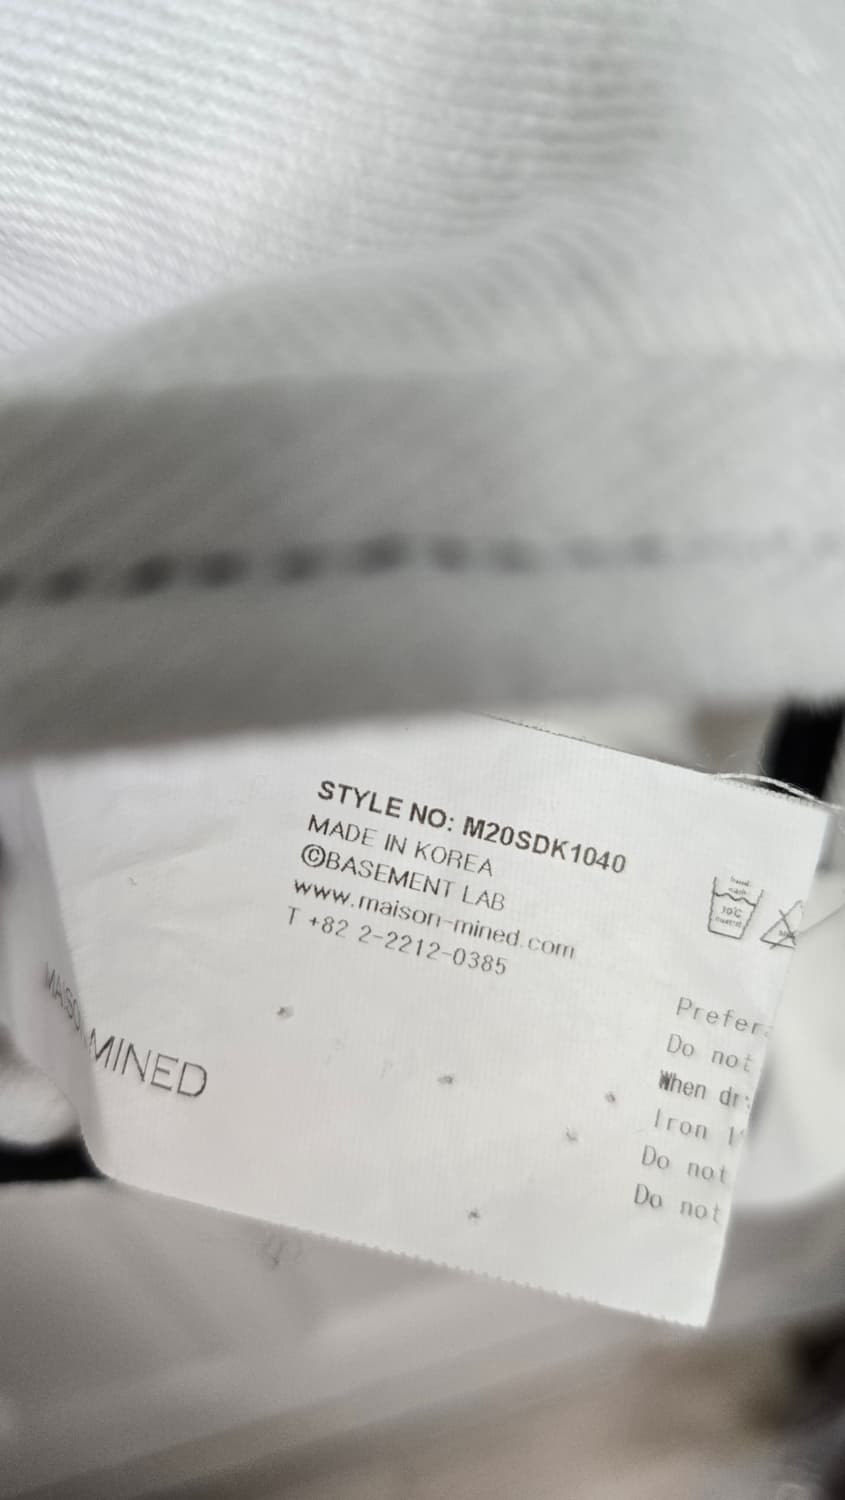 STYLE NO: M20SDK1040
MADE IN KOREA
©BASEMENT LAB
www.maison-mined.com
T +82 2-2212-0385
MINED
Do not
When
Iron
Do not
Do not